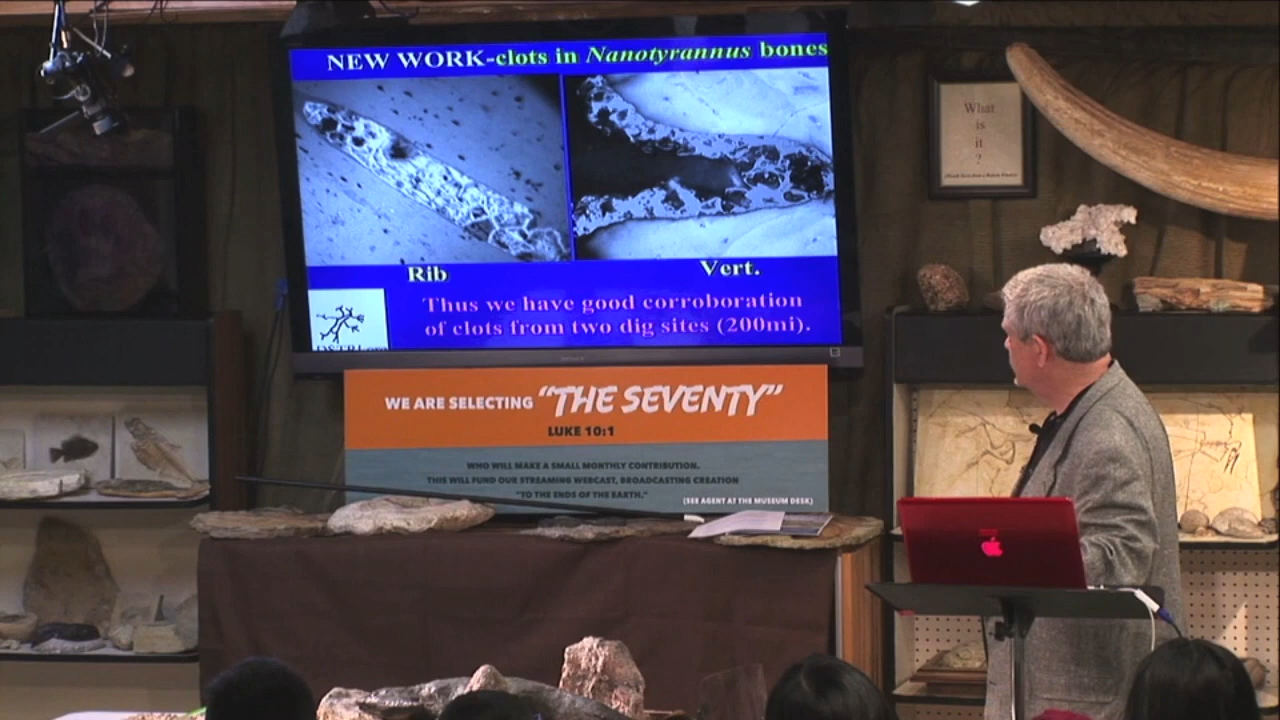 NEW WORK-clots in Nanotyrannus bones
Rib
Vert.
Thus we have good corroboration
of clots from two dig sites (200mi).
WE ARE SELECTING "THE SEVENTY"
LUKE 10:1
WHO WILL MAKE A SMALL MONTHLY CONTRIBUTION.
THIS WILL FUND OUR STREAMING WEBCAST, BROADCASTING CREATION
"TO THE ENDS OF THE EARTH."
(SEE AGENT AT THE MUSEUM DESK)
What
is
it
?